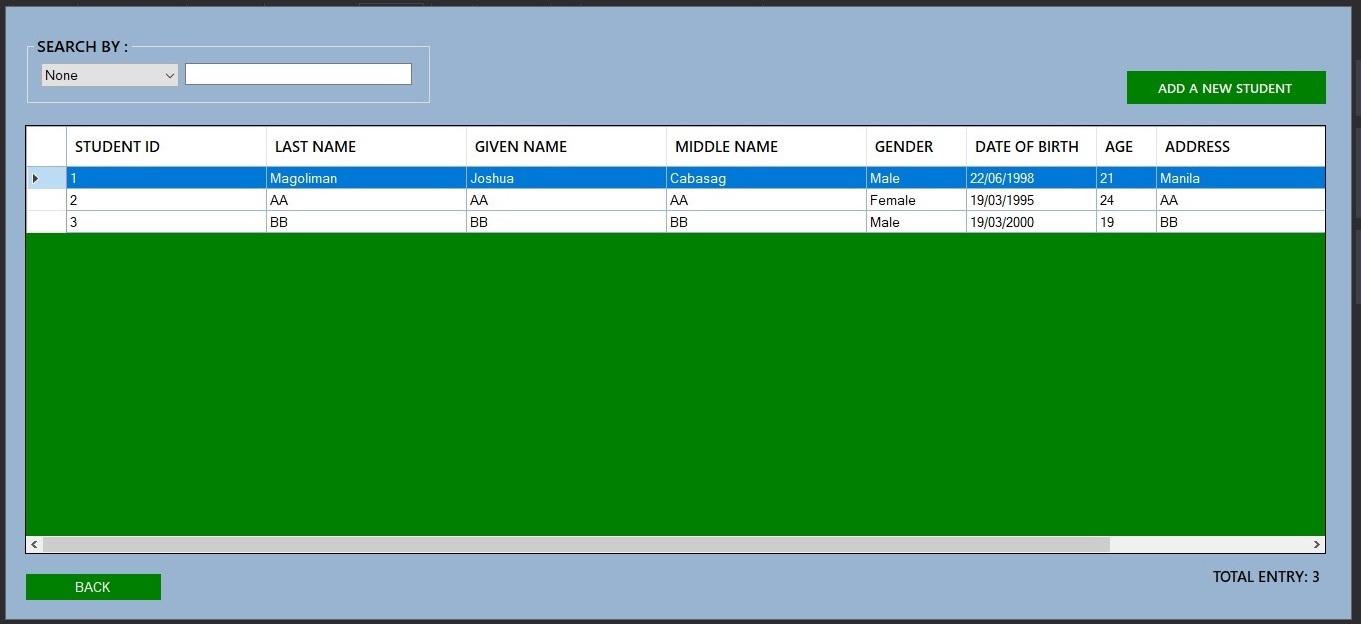 SEARCH BY :
None
ADD A NEW STUDENT
STUDENT ID LAST NAME GIVEN NAME MIDDLE NAME GENDER DATE OF BIRTH AGE ADDRESS
1 Magoliman Joshua Cabasag Male 22/06/1998 21 Manila
2 AA AA AA Female 19/03/1995 24 AA
3 BB BB BB Male 19/03/2000 19 BB
TOTAL ENTRY: 3
BACK